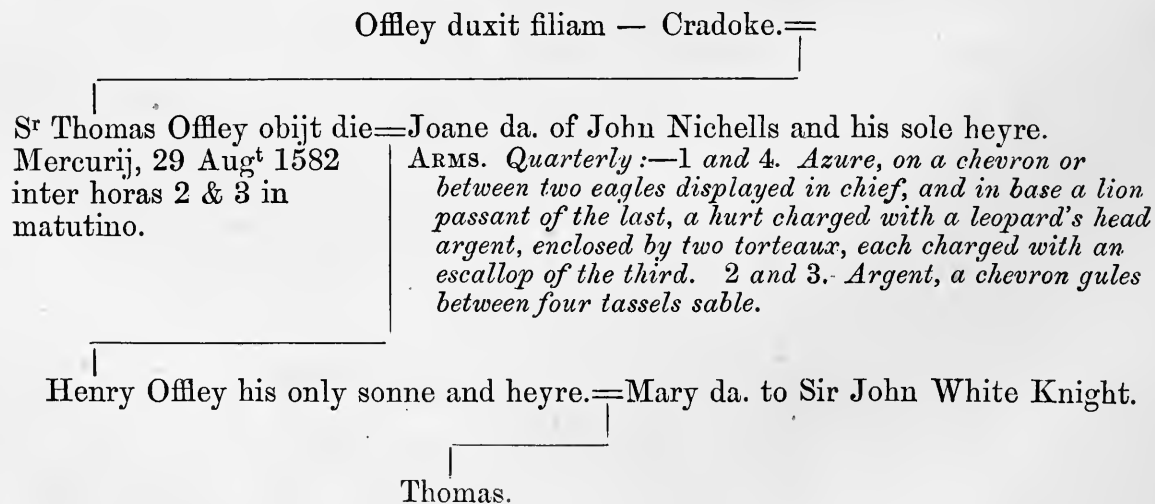 Offley duxit filiam — Cradoke.=
Sr Thomas Offley obijt die=Joane da. of John Nichells and his sole heyre.
Mercurij, 29 Augt 1582
inter horas 2 & 3 in
matutino.
ARMS. Quarterly:—1 and 4. Azure, on a chevron or
between two eagles displayed in chief, and in base a lion
passant of the last, a hurt charged with a leopard's head
argent, enclosed by two torteaux, each charged with an
escallop of the third. 2 and 3. Argent, a chevron gules
between four tassels sable.
Henry Offley his only sonne and heyre.=Mary da. to Sir John White Knight.
Thomas.